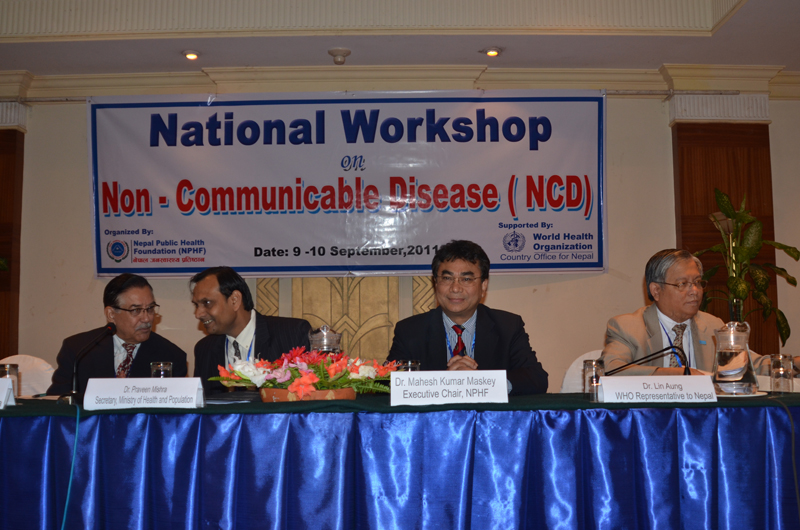 National Workshop
on
Non - Communicable Disease ( NCD)
Organized By:
Nepal Public Health
Foundation (NPHF)
Supported By:
World Health
Organization
Country Office for Nepal
Date: 9 -10 September,2011
Dr. Praveen Mishra
Secretary, Ministry of Health and Population
Dr. Mahesh Kumar Maskey
Executive Chair, NPHF
Dr. Lin Aung
WHO Representative to Nepal